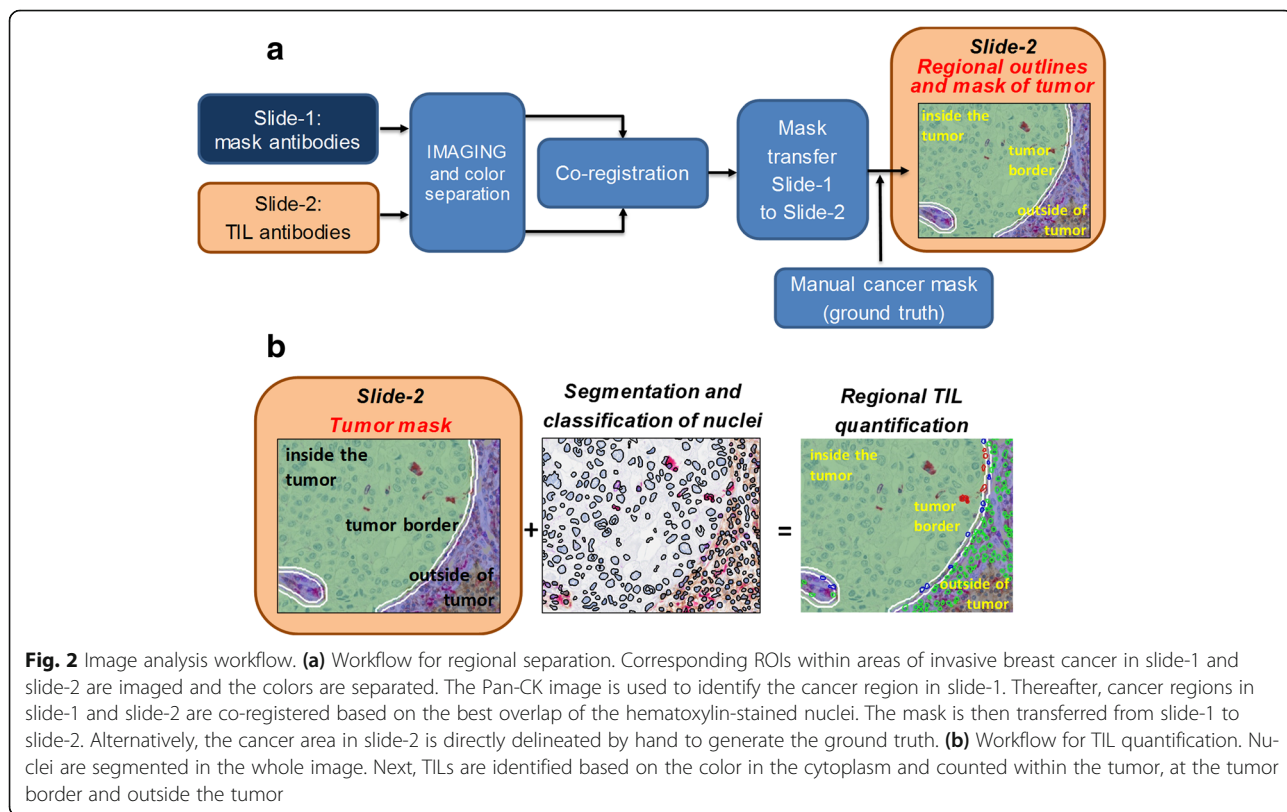 a
Slide-1:
mask antibodies
Slide-2:
TIL antibodies
IMAGING
and color
separation
Co-registration
Mask
transfer
Slide-1
to Slide-2
Manual cancer mask
(ground truth)
Slide-2
Regional outlines
and mask of tumor
inside the
tumor
tumor
border
outside of
tumor
b
Slide-2
Tumor mask
inside the
tumor
tumor border
outside of
tumor
+
Segmentation and
classification of nuclei
=
Regional TIL
quantification
inside the
tumor
tumor
border
outside of
tumor
Fig. 2 Image analysis workflow. (a) Workflow for regional separation. Corresponding ROIs within areas of invasive breast cancer in slide-1 and
slide-2 are imaged and the colors are separated. The Pan-CK image is used to identify the cancer region in slide-1. Thereafter, cancer regions in
slide-1 and slide-2 are co-registered based on the best overlap of the hematoxylin-stained nuclei. The mask is then transferred from slide-1 to
slide-2. Alternatively, the cancer area in slide-2 is directly delineated by hand to generate the ground truth. (b) Workflow for TIL quantification. Nu-
clei are segmented in the whole image. Next, TILs are identified based on the color in the cytoplasm and counted within the tumor, at the tumor
border and outside the tumor